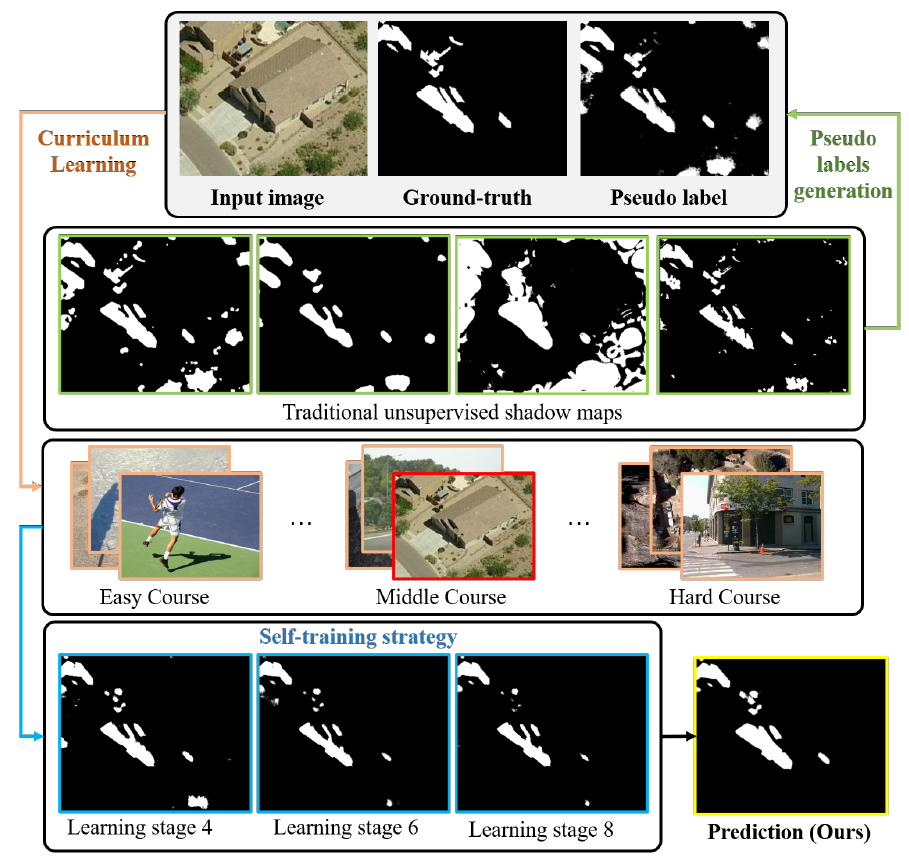 Curriculum
Learning
Input image
Ground-truth
Pseudo label
Pseudo
labels
generation
Traditional unsupervised shadow maps
...
...
Easy Course
Middle Course
Hard Course
Self-training strategy
Learning stage 4
Learning stage 6
Learning stage 8
Prediction (Ours)